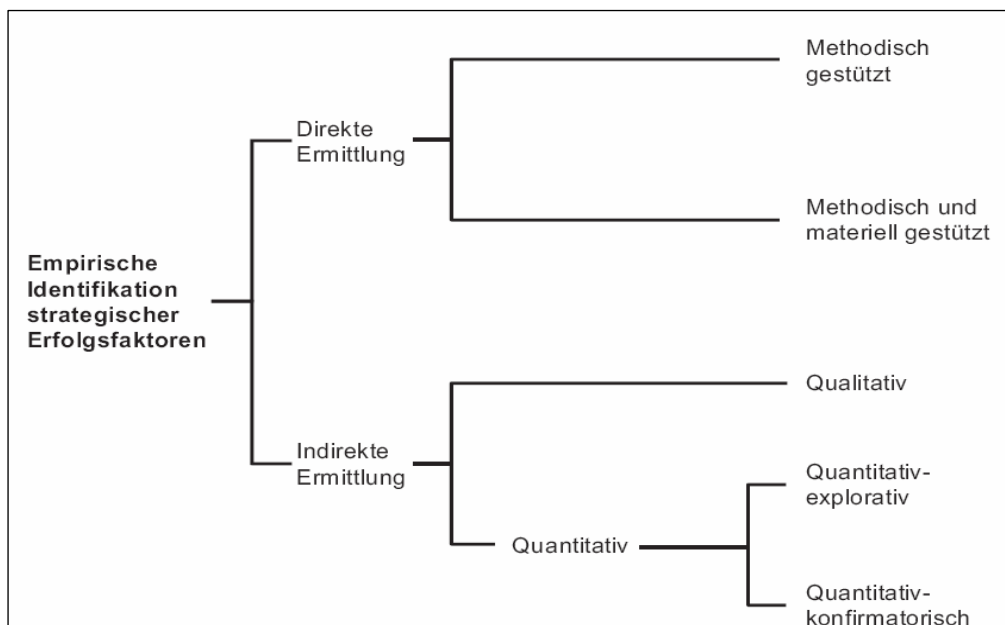 Methodisch
gestützt
Direkte
Ermittlung
Methodisch und
materiell gestützt
Empirische
Identifikation
strategischer
Erfolgsfaktoren
Qualitativ
Indirekte
Ermittlung
Quantitativ-
explorativ
Quantitativ
Quantitativ-
konfirmatorisch